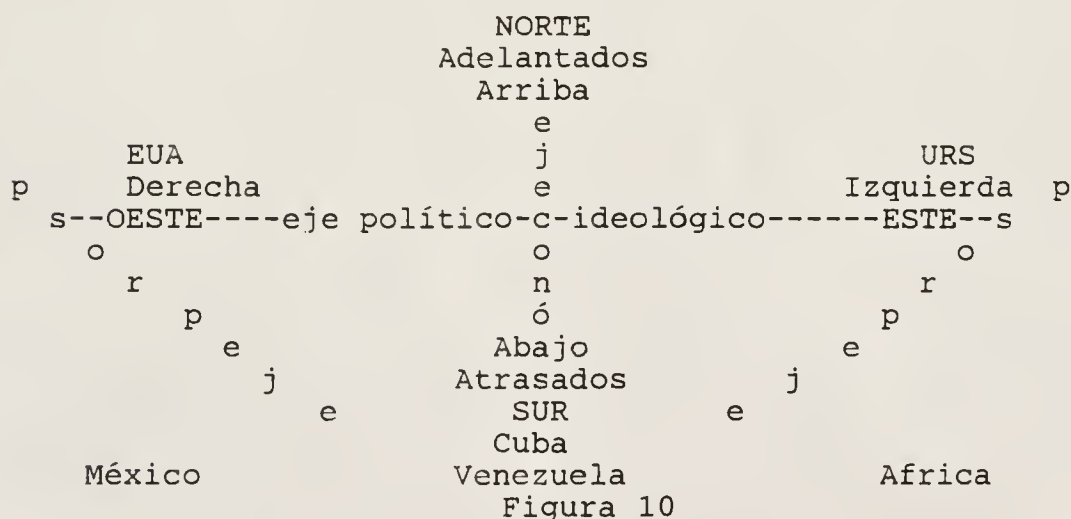 NORTE
Adelantados
Arriba
e
EUA j URS
p Derecha e Izquierda p
s--OESTE----eje político-c-ideológico------ESTE--s
o o o
r n r
p ó p
e Abajo e
j Atrasados j
e SUR e
Cuba
México Venezuela Africa
Figura 10